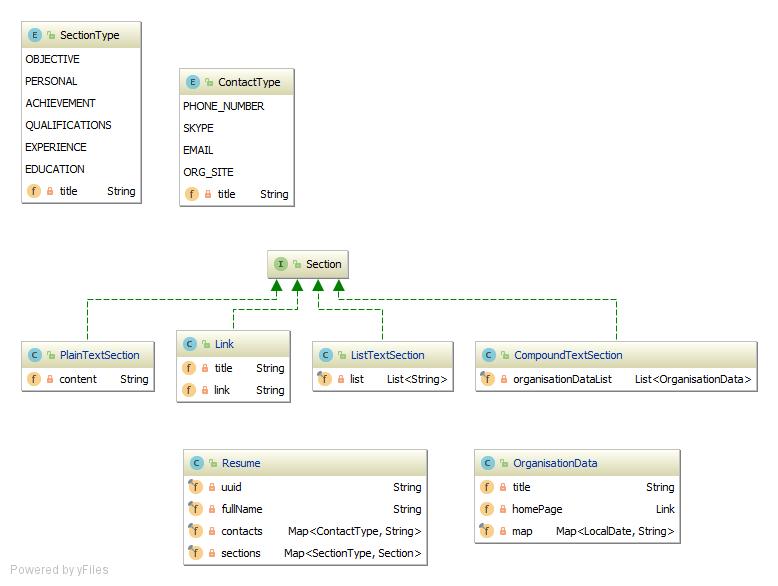 E SectionType
OBJECTIVE
PERSONAL
ACHIEVEMENT
QUALIFICATIONS
EXPERIENCE
EDUCATION
f title String
E ContactType
PHONE_NUMBER
SKYPE
EMAIL
ORG_SITE
f title String
I Section
C PlainTextSection
f content String
C Link
f title String
f link String
C ListTextSection
f list List<String>
C CompoundTextSection
f organisationDataList List<OrganisationData>
C Resume
f uuid String
f fullName String
f contacts Map<ContactType, String>
f sections Map<SectionType, Section>
C OrganisationData
f title String
f homePage Link
f map Map<LocalDate, String>
Powered by yFiles